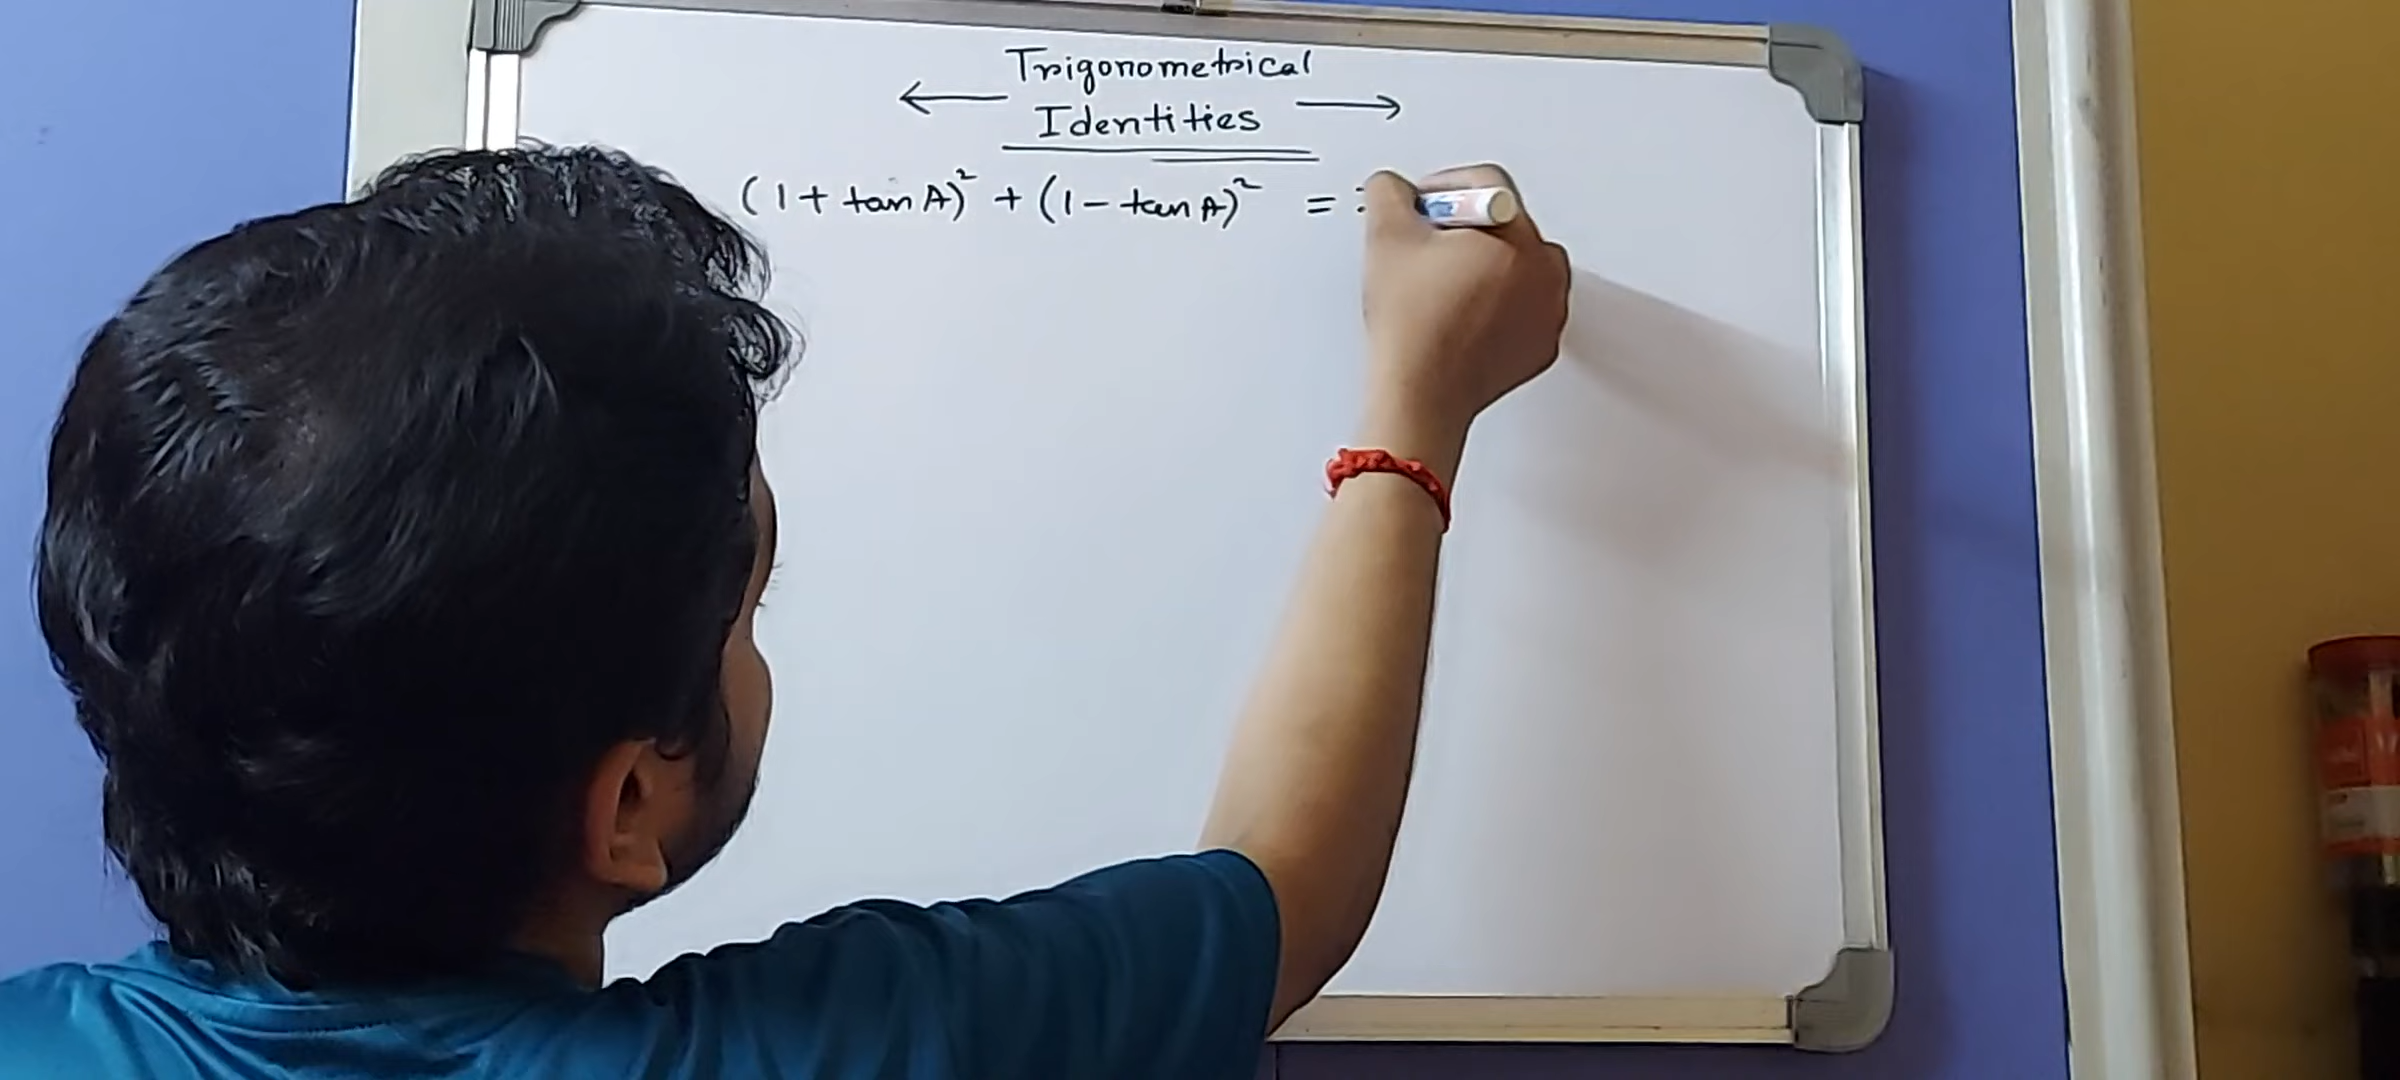 Trigonometrical
Identities
(1 + tan A)² + (1 - tan A)² =